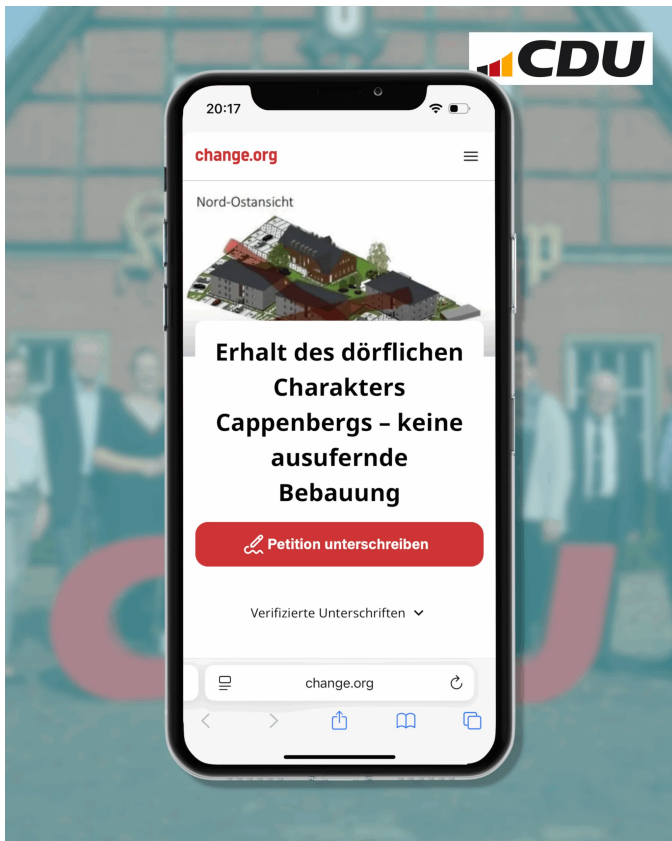 CDU
20:17
change.org
Nord-Ostansicht
Erhalt des dörflichen
Charakters
Cappenbergs – keine
ausufernde
Bebauung
Petition unterschreiben
Verifizierte Unterschriften
change.org